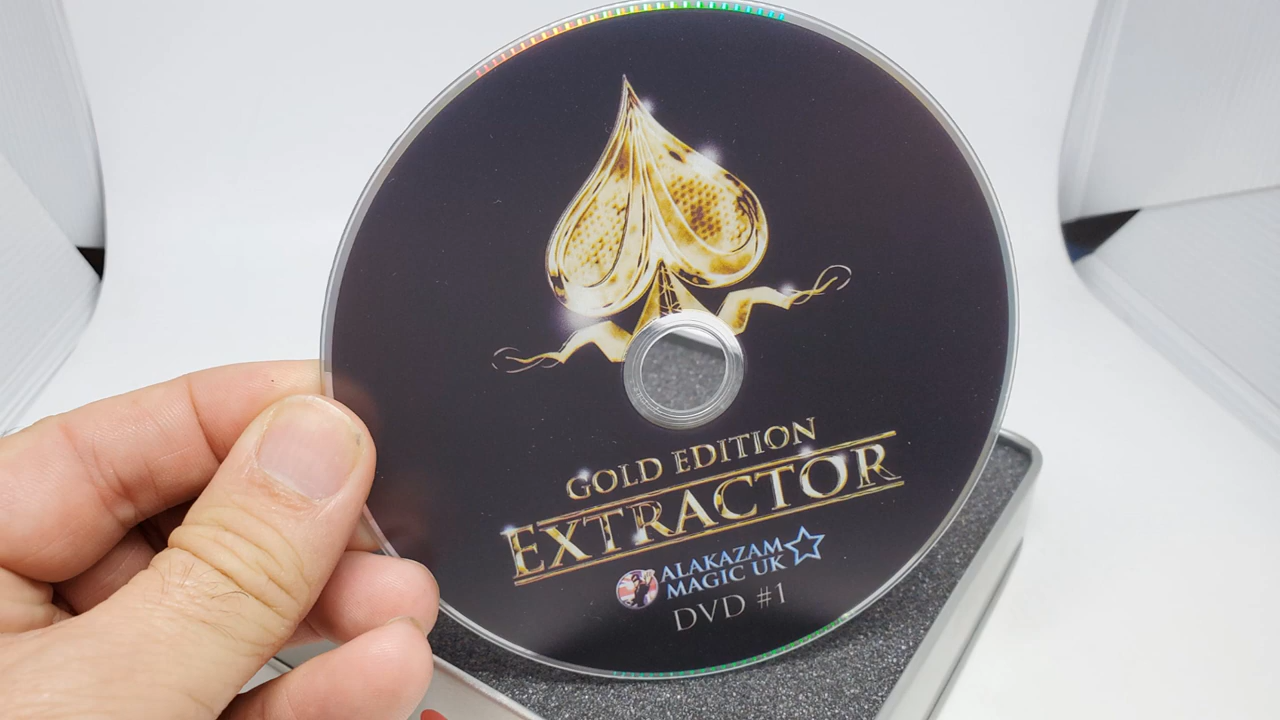 GOLD EDITION
EXTRACTOR
ALAKAZAM
MAGIC UK
DVD #1